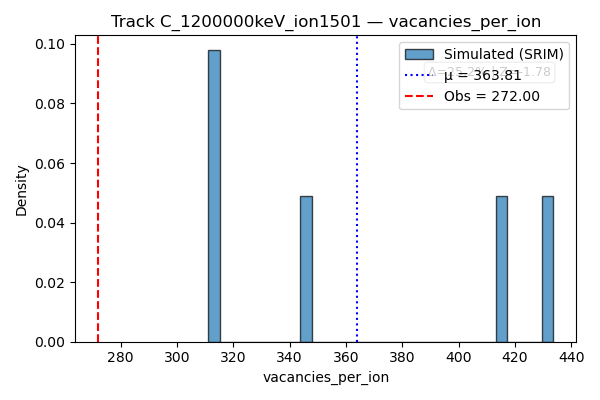 Track C_1200000keV_ion1501 — vacancies_per_ion
Density
0.10
0.08
0.06
0.04
0.02
0.00
Simulated (SRIM)
μ = 363.81
Obs = 272.00
280
300
320
340
360
380
400
420
440
vacancies_per_ion